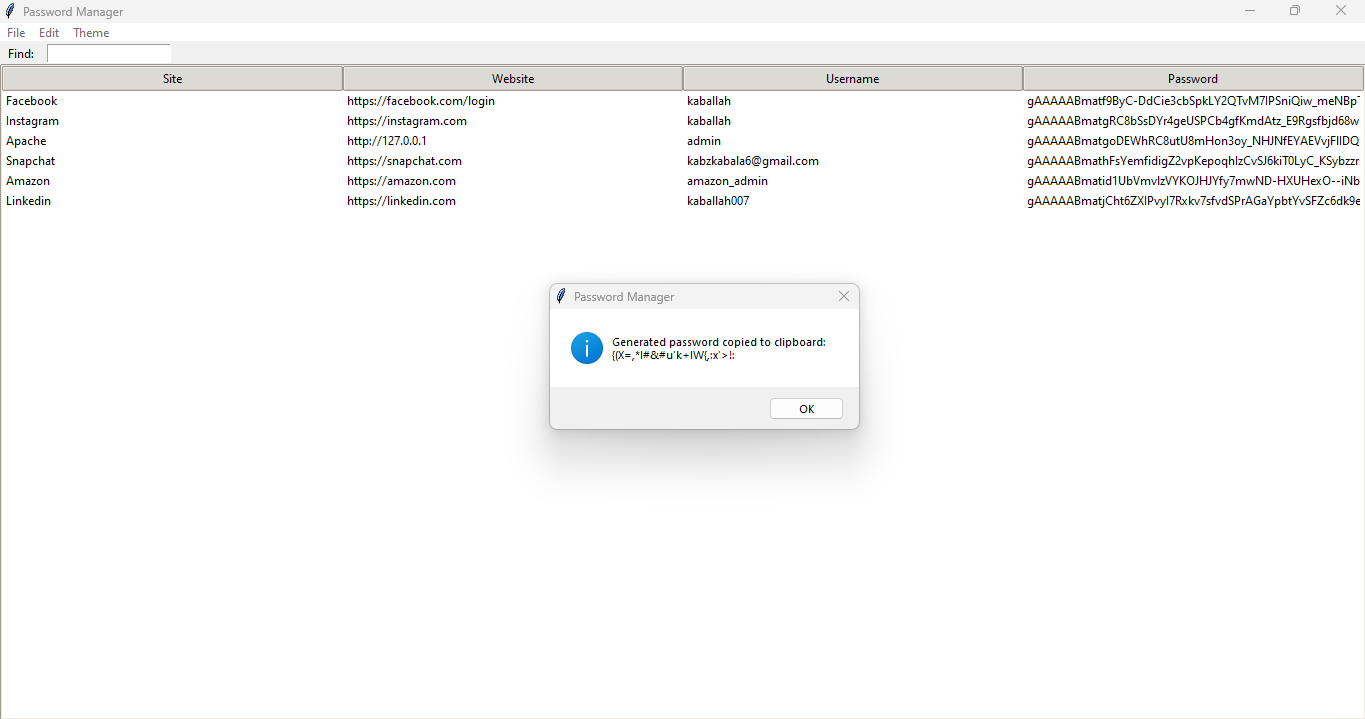 Password Manager
File Edit Theme
Find:
Site Website Username Password
Facebook https://facebook.com/login kaballah gAAAAABmatf9ByC-DdCie3cbSpkLY2QTvM7IPSniQiw_meNBp
Instagram https://instagram.com kaballah gAAAAABmatgRC8bSsDYr4geUSPCb4gfKmdAtz_E9Rgsfbjd68w
Apache http://127.0.0.1 admin gAAAAABmatgoDEWhRC8utU8mHon3oy_NHJNfEYAEVvjFIIDQ
Snapchat https://snapchat.com kabzkabala6@gmail.com gAAAAABmathFsYemfidigZ2vpKepoqhlzCvSJ6kiT0LyC_KSybzzr
Amazon https://amazon.com amazon_admin gAAAAABmatid1UbVmvlzVYKOJHJYfy7mwND-HXUHexO--iNb
Linkedin https://linkedin.com kaballah007 gAAAAABmatjCht6ZXIPvyl7Rxkv7sfvdSPrAGaYpbtYvSFZc6dk9e
Password Manager
Generated password copied to clipboard:
{(X=,*I#&#u'k+IW{,:x'>!:
OK